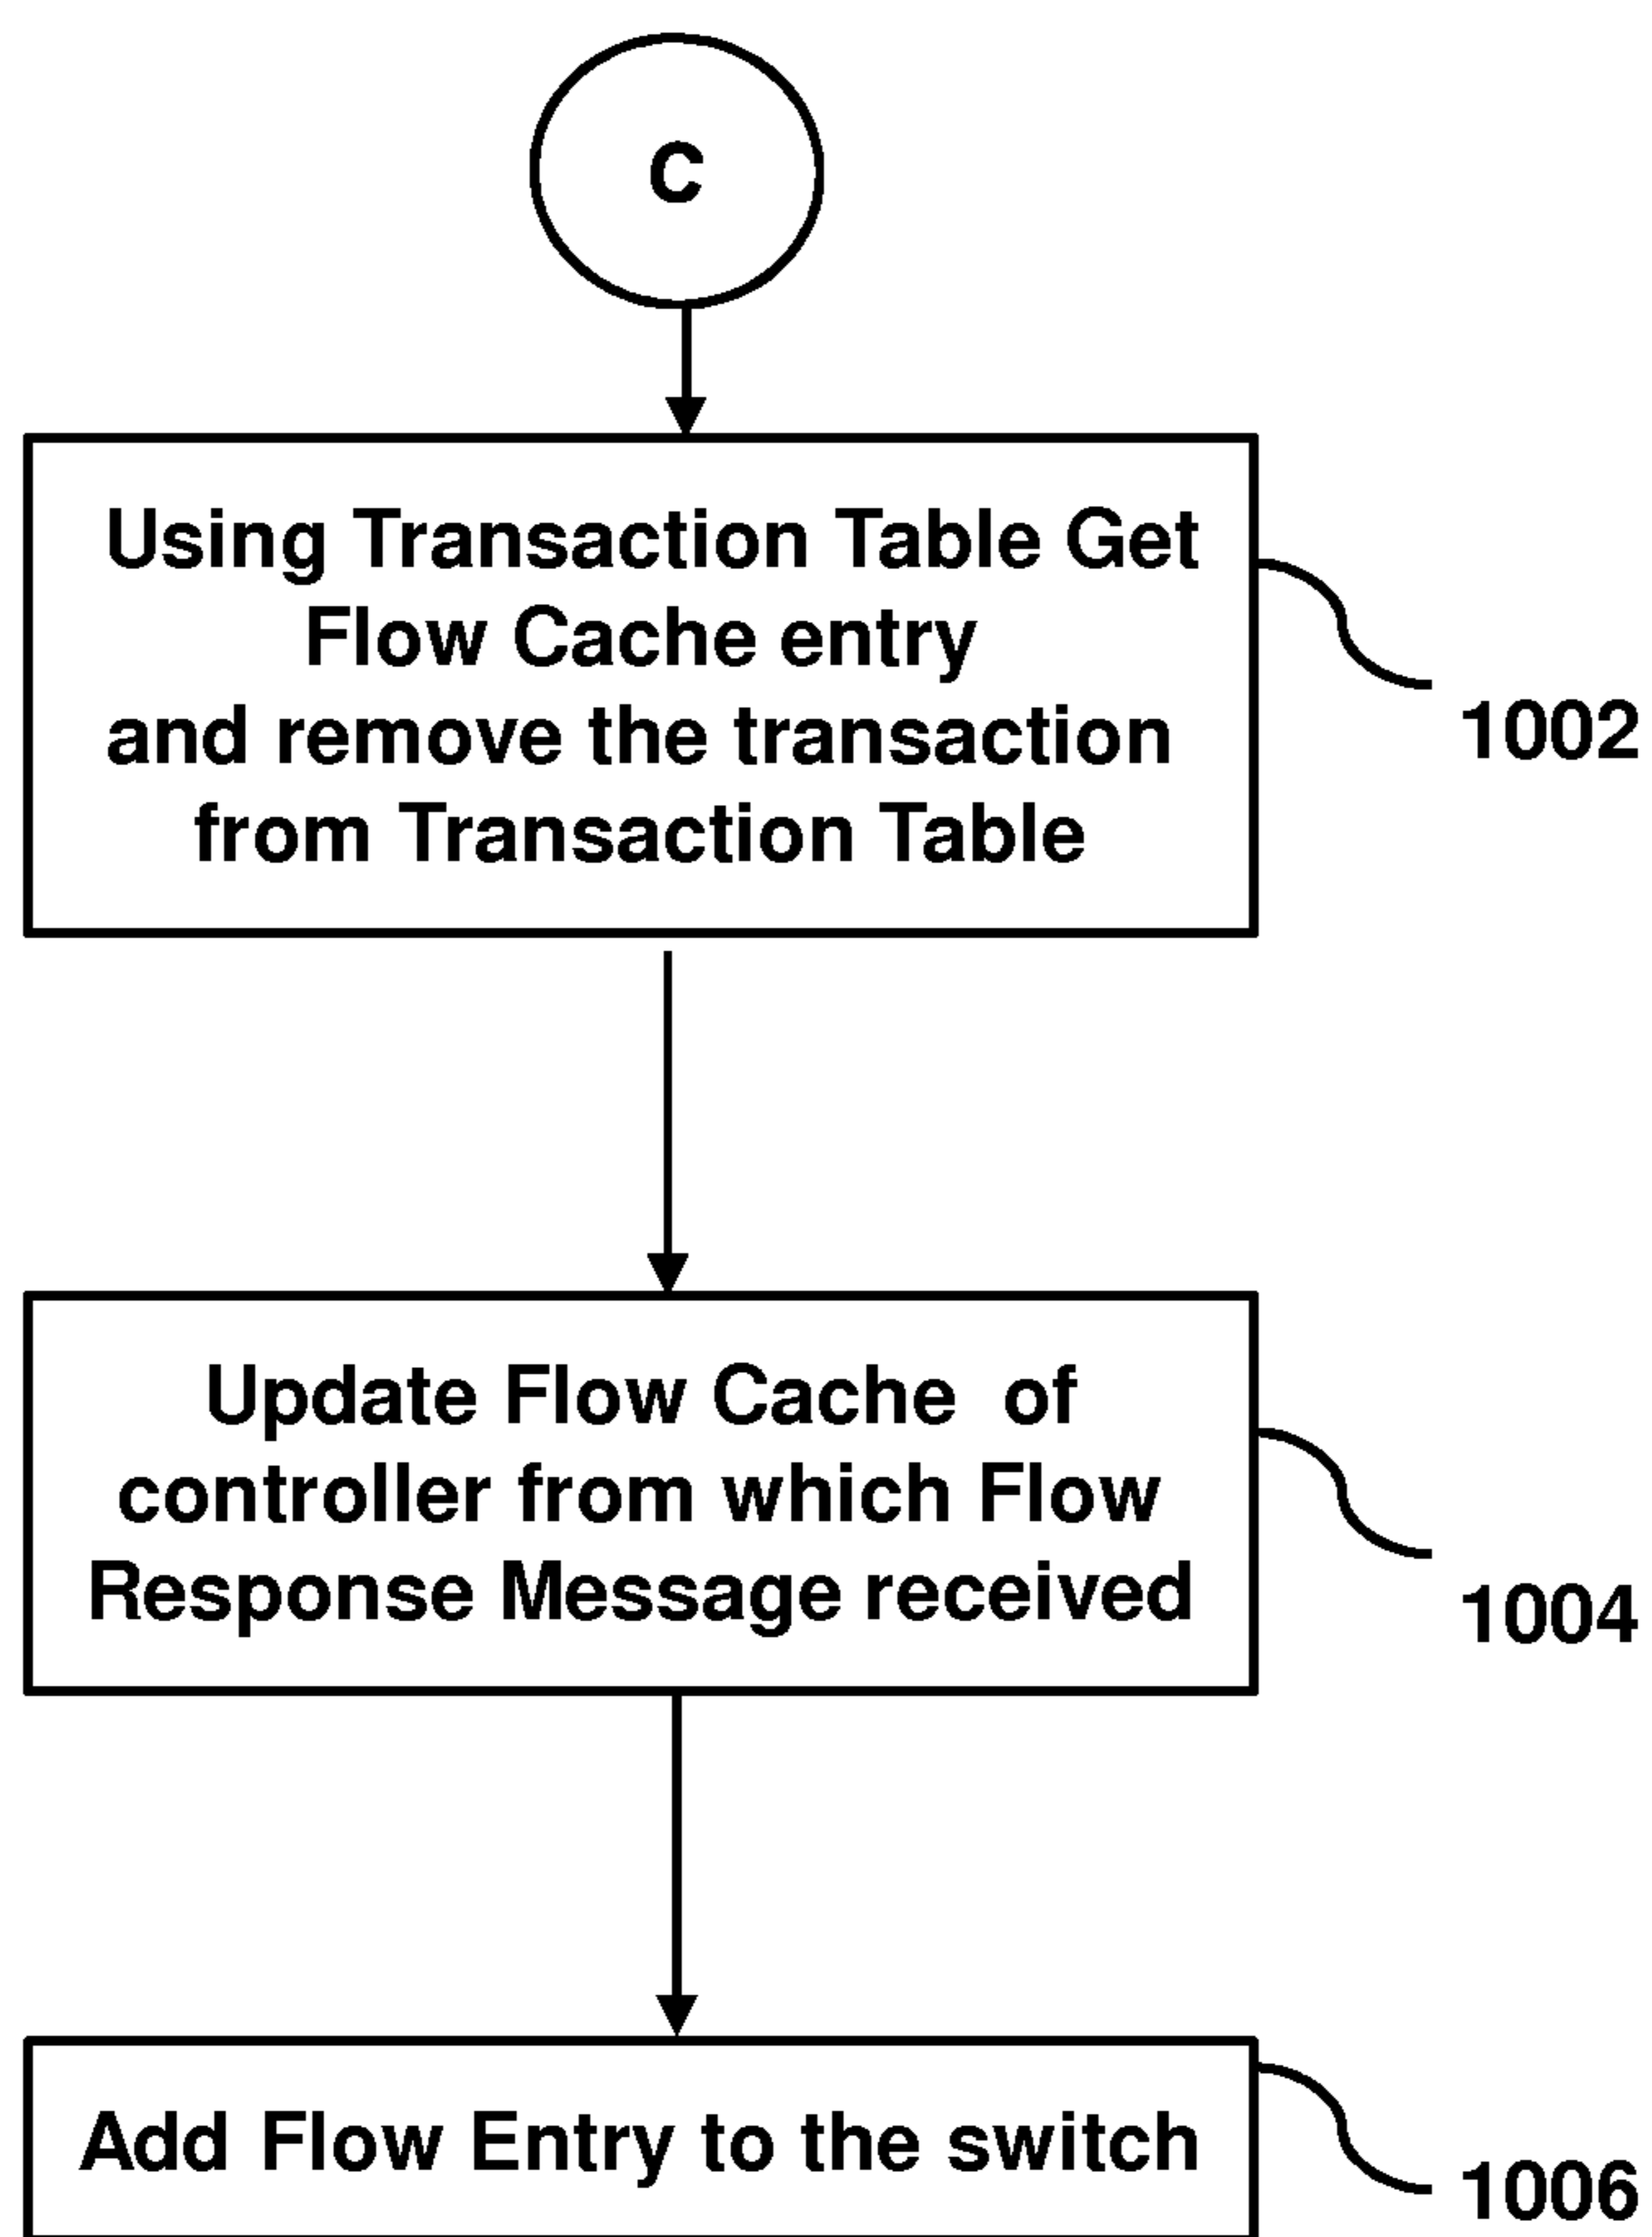 C
Using Transaction Table Get
Flow Cache entry
and remove the transaction
from Transaction Table
1002
Update Flow Cache of
controller from which Flow
Response Message received
1004
Add Flow Entry to the switch
1006